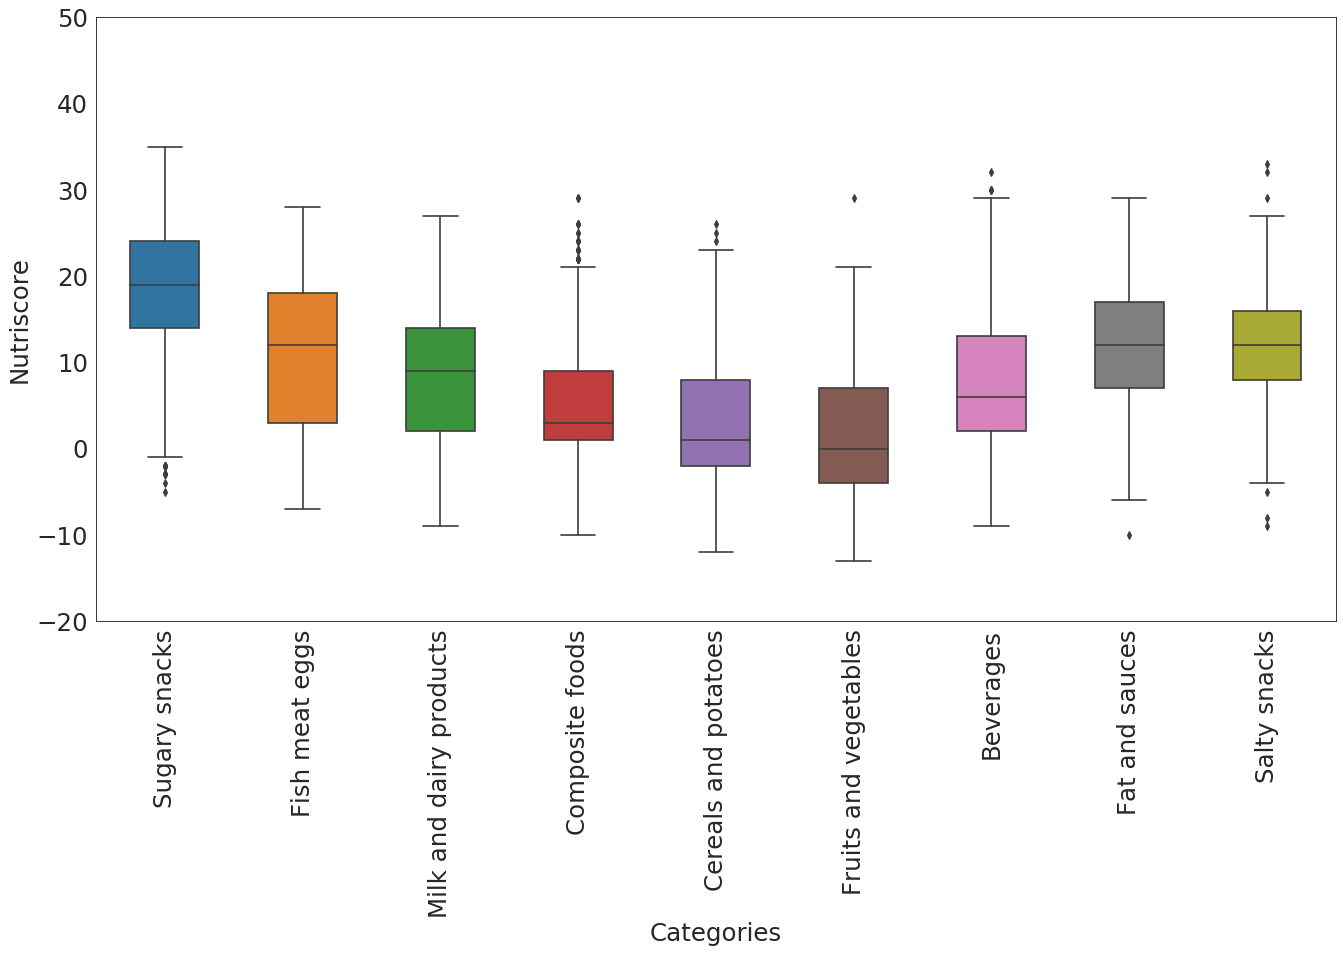 50
40
30
20
10
0
−10
−20
Nutriscore
Sugary snacks
Fish meat eggs
Milk and dairy products
Composite foods
Cereals and potatoes
Fruits and vegetables
Beverages
Fat and sauces
Salty snacks
Categories